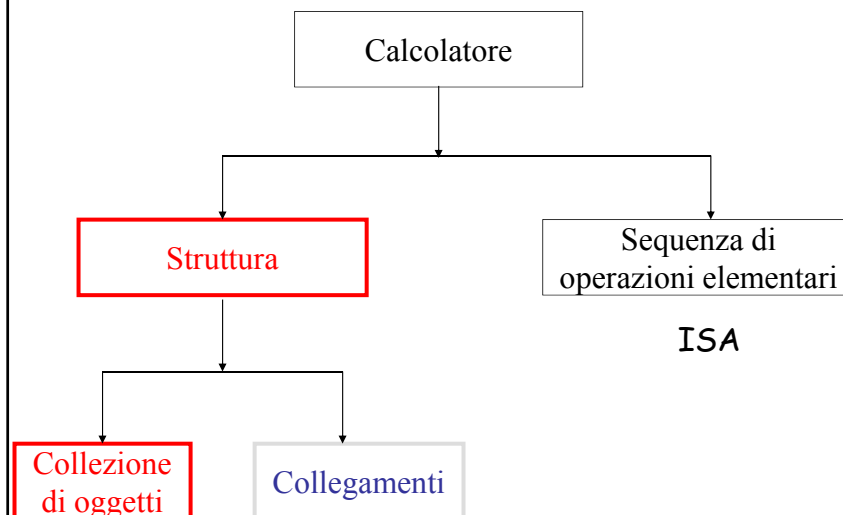 Calcolatore
Struttura
Sequenza di
operazioni elementari
ISA
Collezione
di oggetti
Collegamenti